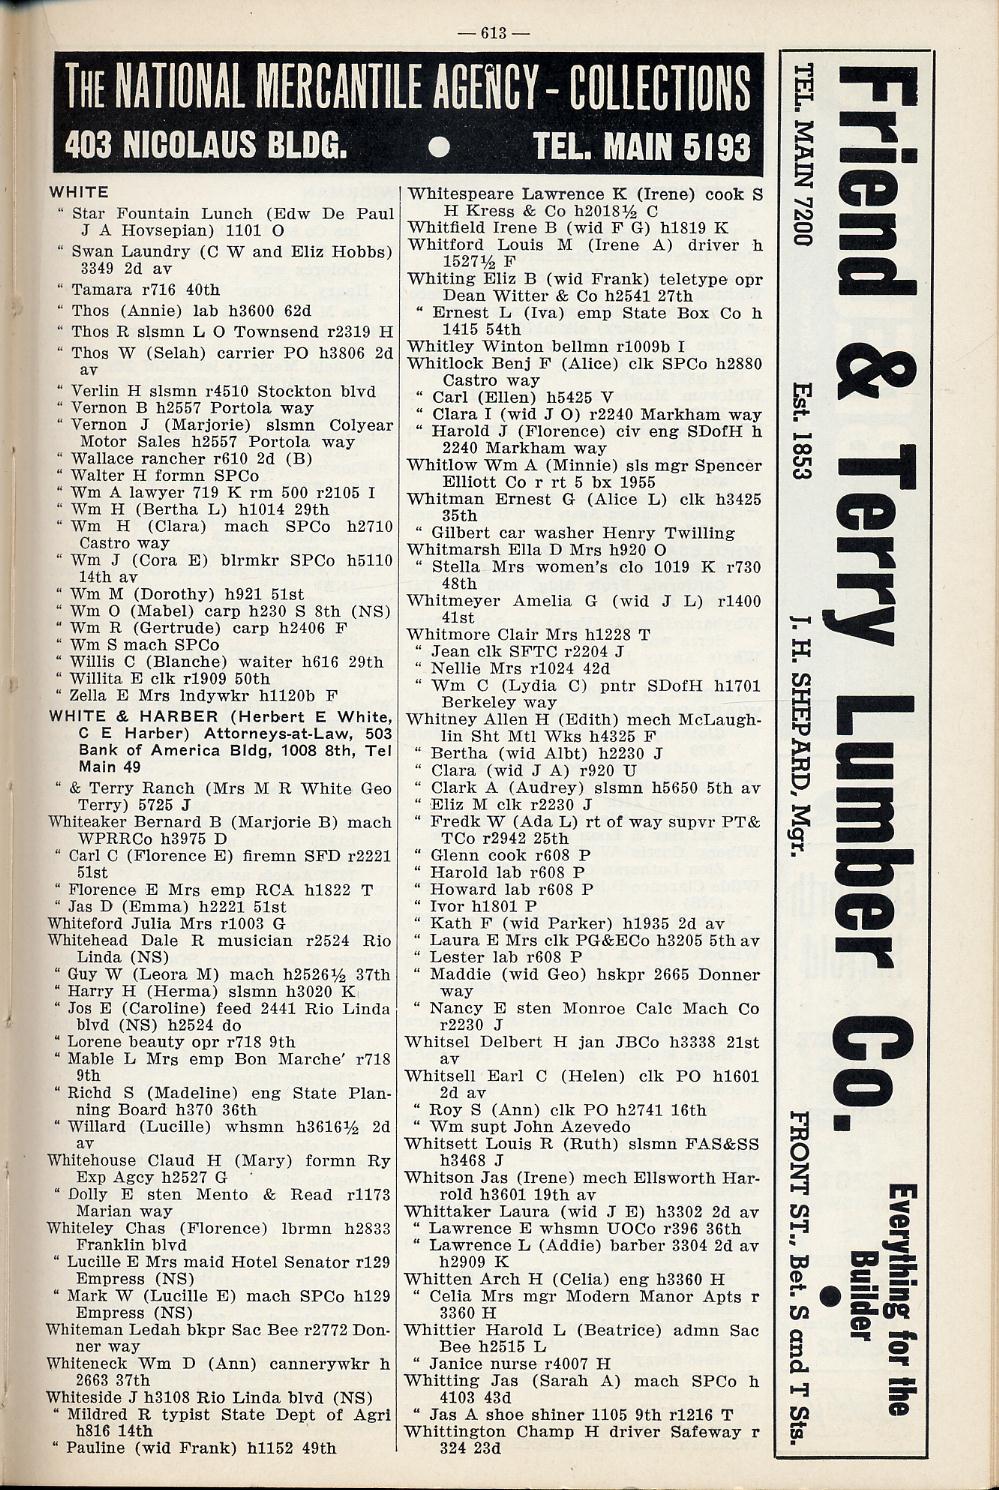 — 613 —
THE NATIONAL MERCANTILE AGENCY - COLLECTIONS
403 NICOLAUS BLDG. ● TEL. MAIN 5193
WHITE
" Star Fountain Lunch (Edw De Paul
J A Hovsepian) 1101 O
" Swan Laundry (C W and Eliz Hobbs)
3349 2d av
" Tamara r716 40th
" Thos (Annie) lab h3600 62d
" Thos R slsmn L O Townsend r2319 H
" Thos W (Selah) carrier PO h3806 2d
av
" Verlin H slsmn r4510 Stockton blvd
" Vernon B h2557 Portola way
" Vernon J (Marjorie) slsmn Colyear
Motor Sales h2557 Portola way
" Wallace rancher r610 2d (B)
" Walter H formn SPCo
" Wm A lawyer 719 K rm 500 r2105 I
" Wm H (Bertha L) h1014 29th
" Wm H (Clara) mach SPCo h2710
Castro way
" Wm J (Cora E) blrmkr SPCo h5110
14th av
" Wm M (Dorothy) h921 51st
" Wm O (Mabel) carp h230 S 8th (NS)
" Wm R (Gertrude) carp h2406 F
" Wm S mach SPCo
" Willis C (Blanche) waiter h616 29th
" Willita E clk r1909 50th
" Zella E Mrs lndywkr h1120b F
WHITE & HARBER (Herbert E White,
C E Harber) Attorneys-at-Law, 503
Bank of America Bldg, 1008 8th, Tel
Main 49
" & Terry Ranch (Mrs M R White Geo
Terry) 5725 J
Whiteaker Bernard B (Marjorie B) mach
WPRRCo h3975 D
" Carl C (Florence E) firemn SFD r2221
51st
" Florence E Mrs emp RCA h1822 T
" Jas D (Emma) h2221 51st
Whiteford Julia Mrs r1003 G
Whitehead Dale R musician r2524 Rio
Linda (NS)
" Guy W (Leora M) mach h2526½ 37th
" Harry H (Herma) slsmn h3020 K
" Jos E (Caroline) feed 2441 Rio Linda
blvd (NS) h2524 do
" Lorene beauty opr r718 9th
" Mable L Mrs emp Bon Marche' r718
9th
" Richd S (Madeline) eng State Plan-
ning Board h370 36th
" Willard (Lucille) whsmn h3616½ 2d
av
Whitehouse Claud H (Mary) formn Ry
Exp Agcy h2527 G
" Dolly E sten Mento & Read r1173
Marian way
Whiteley Chas (Florence) lbrmn h2833
Franklin blvd
" Lucille E Mrs maid Hotel Senator r129
Empress (NS)
" Mark W (Lucille E) mach SPCo h129
Empress (NS)
Whiteman Ledah bkpr Sac Bee r2772 Don-
ner way
Whiteneck Wm D (Ann) cannerywkr h
2663 37th
Whiteside J h3108 Rio Linda blvd (NS)
" Mildred R typist State Dept of Agri
h816 14th
" Pauline (wid Frank) h1152 49th
Whitespeare Lawrence K (Irene) cook S
H Kress & Co h2018½ C
Whitfield Irene B (wid F G) h1819 K
Whitford Louis M (Irene A) driver h
1527½ F
Whiting Eliz B (wid Frank) teletype opr
Dean Witter & Co h2541 27th
" Ernest L (Iva) emp State Box Co h
1415 54th
Whitley Winton bellmn r1009b I
Whitlock Benj F (Alice) clk SPCo h2880
Castro way
" Carl (Ellen) h5425 V
" Clara I (wid J O) r2240 Markham way
" Harold J (Florence) civ eng SDofH h
2240 Markham way
Whitlow Wm A (Minnie) sls mgr Spencer
Elliott Co r rt 5 bx 1955
Whitman Ernest G (Alice L) clk h3425
35th
" Gilbert car washer Henry Twilling
Whitmarsh Ella D Mrs h920 O
" Stella Mrs women's clo 1019 K r730
48th
Whitmeyer Amelia G (wid J L) r1400
41st
Whitmore Clair Mrs h1228 T
" Jean clk SFTC r2204 J
" Nellie Mrs r1024 42d
" Wm C (Lydia C) pntr SDofH h1701
Berkeley way
Whitney Allen H (Edith) mech McLaugh-
lin Sht Mtl Wks h4325 F
" Bertha (wid Albt) h2230 J
" Clara (wid J A) r920 U
" Clark A (Audrey) slsmn h5650 5th av
" Eliz M clk r2230 J
" Fredk W (Ada L) rt of way supvr PT&
TCo r2942 25th
" Glenn cook r608 P
" Harold lab r608 P
" Howard lab r608 P
" Ivor h1801 P
" Kath F (wid Parker) h1935 2d av
" Laura E Mrs clk PG&ECo h3205 5th av
" Lester lab r608 P
" Maddie (wid Geo) hskpr 2665 Donner
way
" Nancy E sten Monroe Calc Mach Co
r2230 J
Whitsel Delbert H jan JBCo h3338 21st
av
Whitsell Earl C (Helen) clk PO h1601
2d av
" Roy S (Ann) clk PO h2741 16th
" Wm supt John Azevedo
Whitsett Louis R (Ruth) slsmn FAS&SS
h3468 J
Whitson Jas (Irene) mech Ellsworth Har-
rold h3601 19th av
Whittaker Laura (wid J E) h3302 2d av
" Lawrence E whsmn UOCo r396 36th
" Lawrence L (Addie) barber 3304 2d av
h2909 K
Whitten Arch H (Celia) eng h3360 H
" Celia Mrs mgr Modern Manor Apts r
3360 H
Whittier Harold L (Beatrice) admn Sac
Bee h2515 L
" Janice nurse r4007 H
Whitting Jas (Sarah A) mach SPCo h
4103 43d
" Jas A shoe shiner 1105 9th r1216 T
Whittington Champ H driver Safeway r
324 23d
Friend & Terry Lumber Co.
Everything for the
Builder
TEL. MAIN 7200 Est. 1853 J. H. SHEPARD, Mgr. FRONT ST., Bet. S and T Sts.